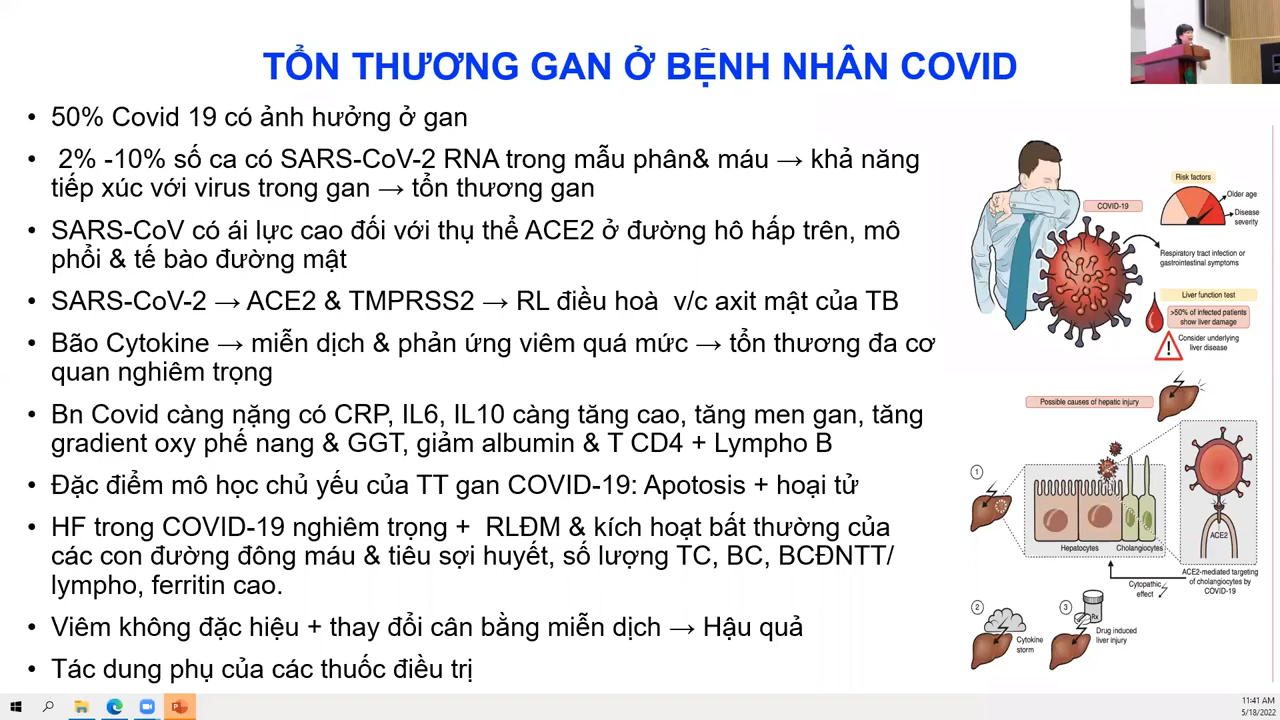 TỔN THƯƠNG GAN Ở BỆNH NHÂN COVID
• 50% Covid 19 có ảnh hưởng ở gan
• 2% -10% số ca có SARS-CoV-2 RNA trong mẫu phân& máu → khả năng
tiếp xúc với virus trong gan → tổn thương gan
• SARS-CoV có ái lực cao đối với thụ thể ACE2 ở đường hô hấp trên, mô
phổi & tế bào đường mật
• SARS-CoV-2 → ACE2 & TMPRSS2 → RL điều hoà v/c axit mật của TB
• Bão Cytokine → miễn dịch & phản ứng viêm quá mức → tổn thương đa cơ
quan nghiêm trọng
• Bn Covid càng nặng có CRP, IL6, IL10 càng tăng cao, tăng men gan, tăng
gradient oxy phế nang & GGT, giảm albumin & T CD4 + Lympho B
• Đặc điểm mô học chủ yếu của TT gan COVID-19: Apotosis + hoại tử
• HF trong COVID-19 nghiêm trọng + RLĐM & kích hoạt bất thường của
các con đường đông máu & tiêu sợi huyết, số lượng TC, BC, BCĐNTT/
lympho, ferritin cao.
• Viêm không đặc hiệu + thay đổi cân bằng miễn dịch → Hậu quả
• Tác dung phụ của các thuốc điều trị
COVID-19
Risk factors
Older age
Disease
severity
Respiratory tract infection or
gastrointestinal symptoms
Liver function test
>50% of infected patients
show liver damage
Consider underlying
liver disease
Possible causes of hepatic injury
1
Hepatocytes
Cholangiocytes
ACE2
ACE2-mediated targeting
of cholangiocytes by
COVID-19
Cytopathic
effect
2
Cytokine
storm
3
Rx
Drug induced
liver injury
11:41 AM
5/18/2022